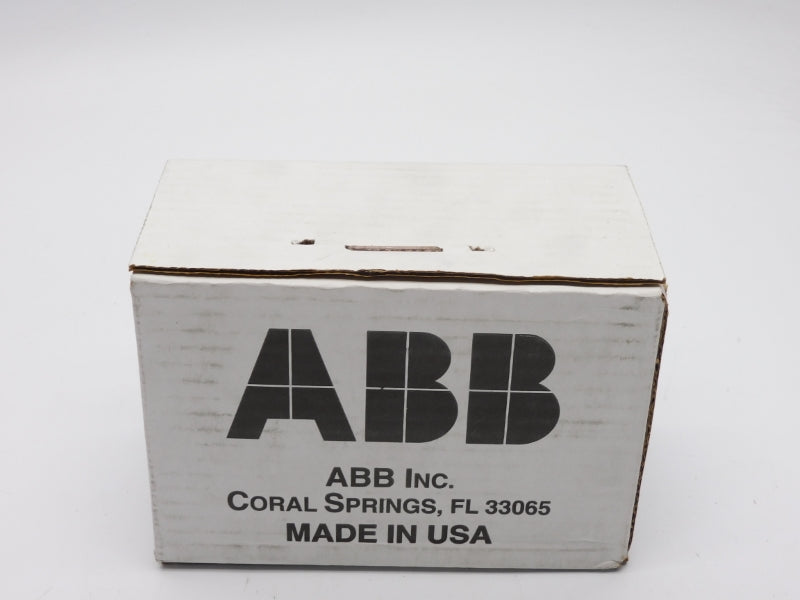 ABB
ABB INC.
CORAL SPRINGS, FL 33065
MADE IN USA